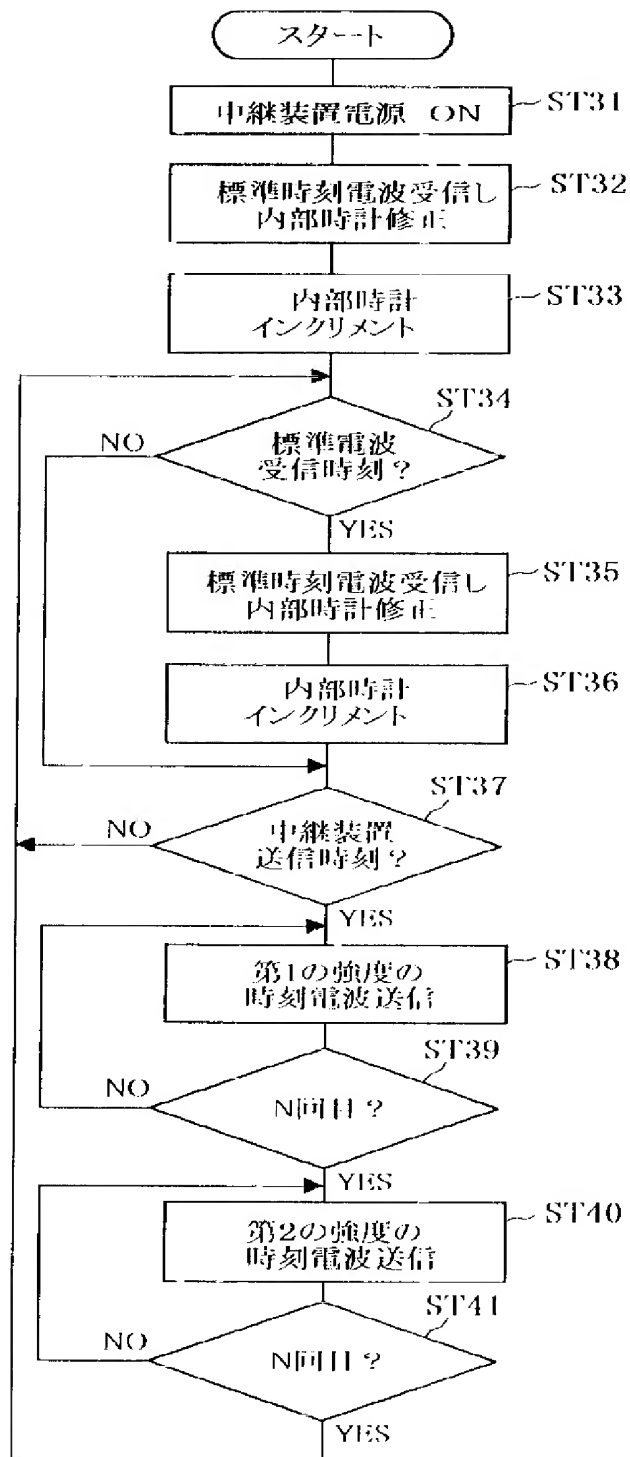 スタート
中継装置電源 ON
ST31
標準時刻電波受信し
内部時計修正
ST32
内部時計
インクリメント
ST33
ST34
NO
標準電波
受信時刻?
YES
標準時刻電波受信し
内部時計修正
ST35
内部時計
インクリメント
ST36
ST37
NO
中継装置
送信時刻?
YES
第1の強度の
時刻電波送信
ST38
ST39
NO
N回目?
YES
第2の強度の
時刻電波送信
ST40
ST41
NO
N回目?
YES